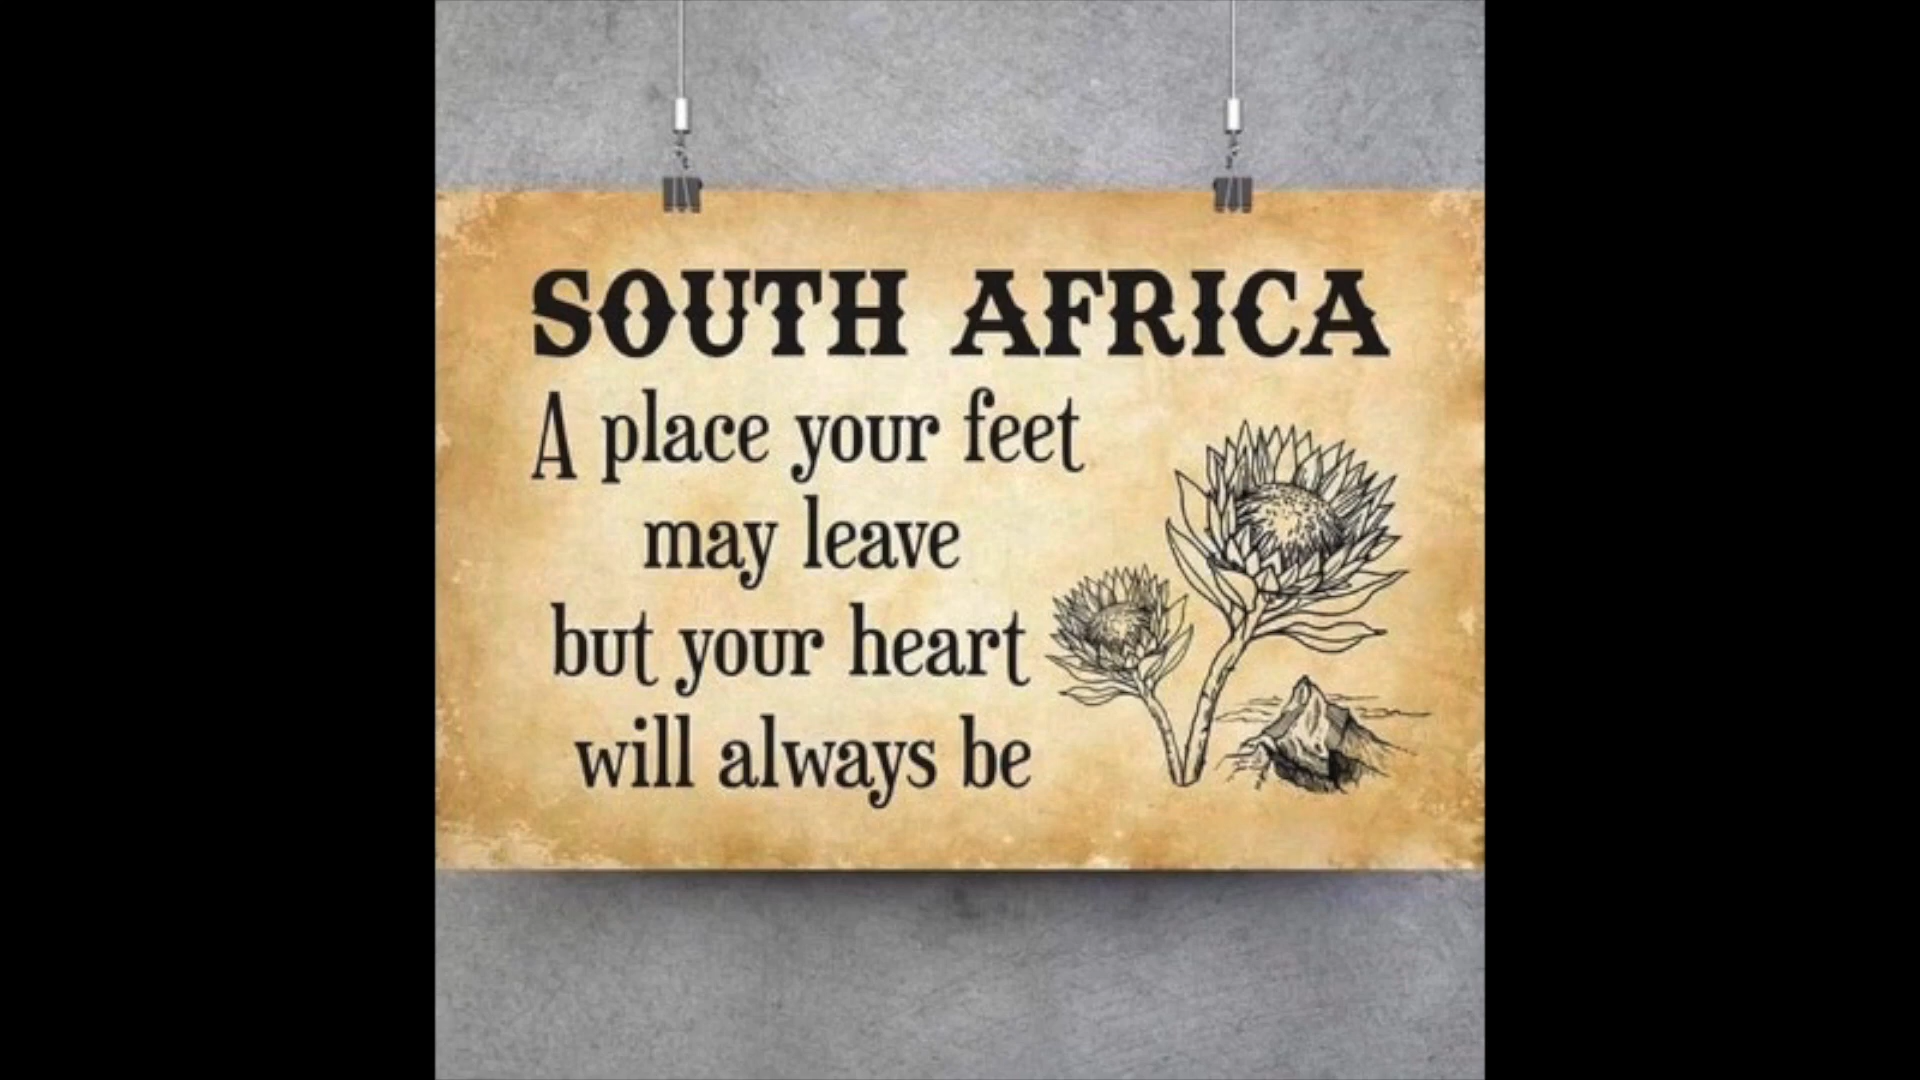 SOUTH AFRICA
A place your feet
may leave
but your heart
will always be